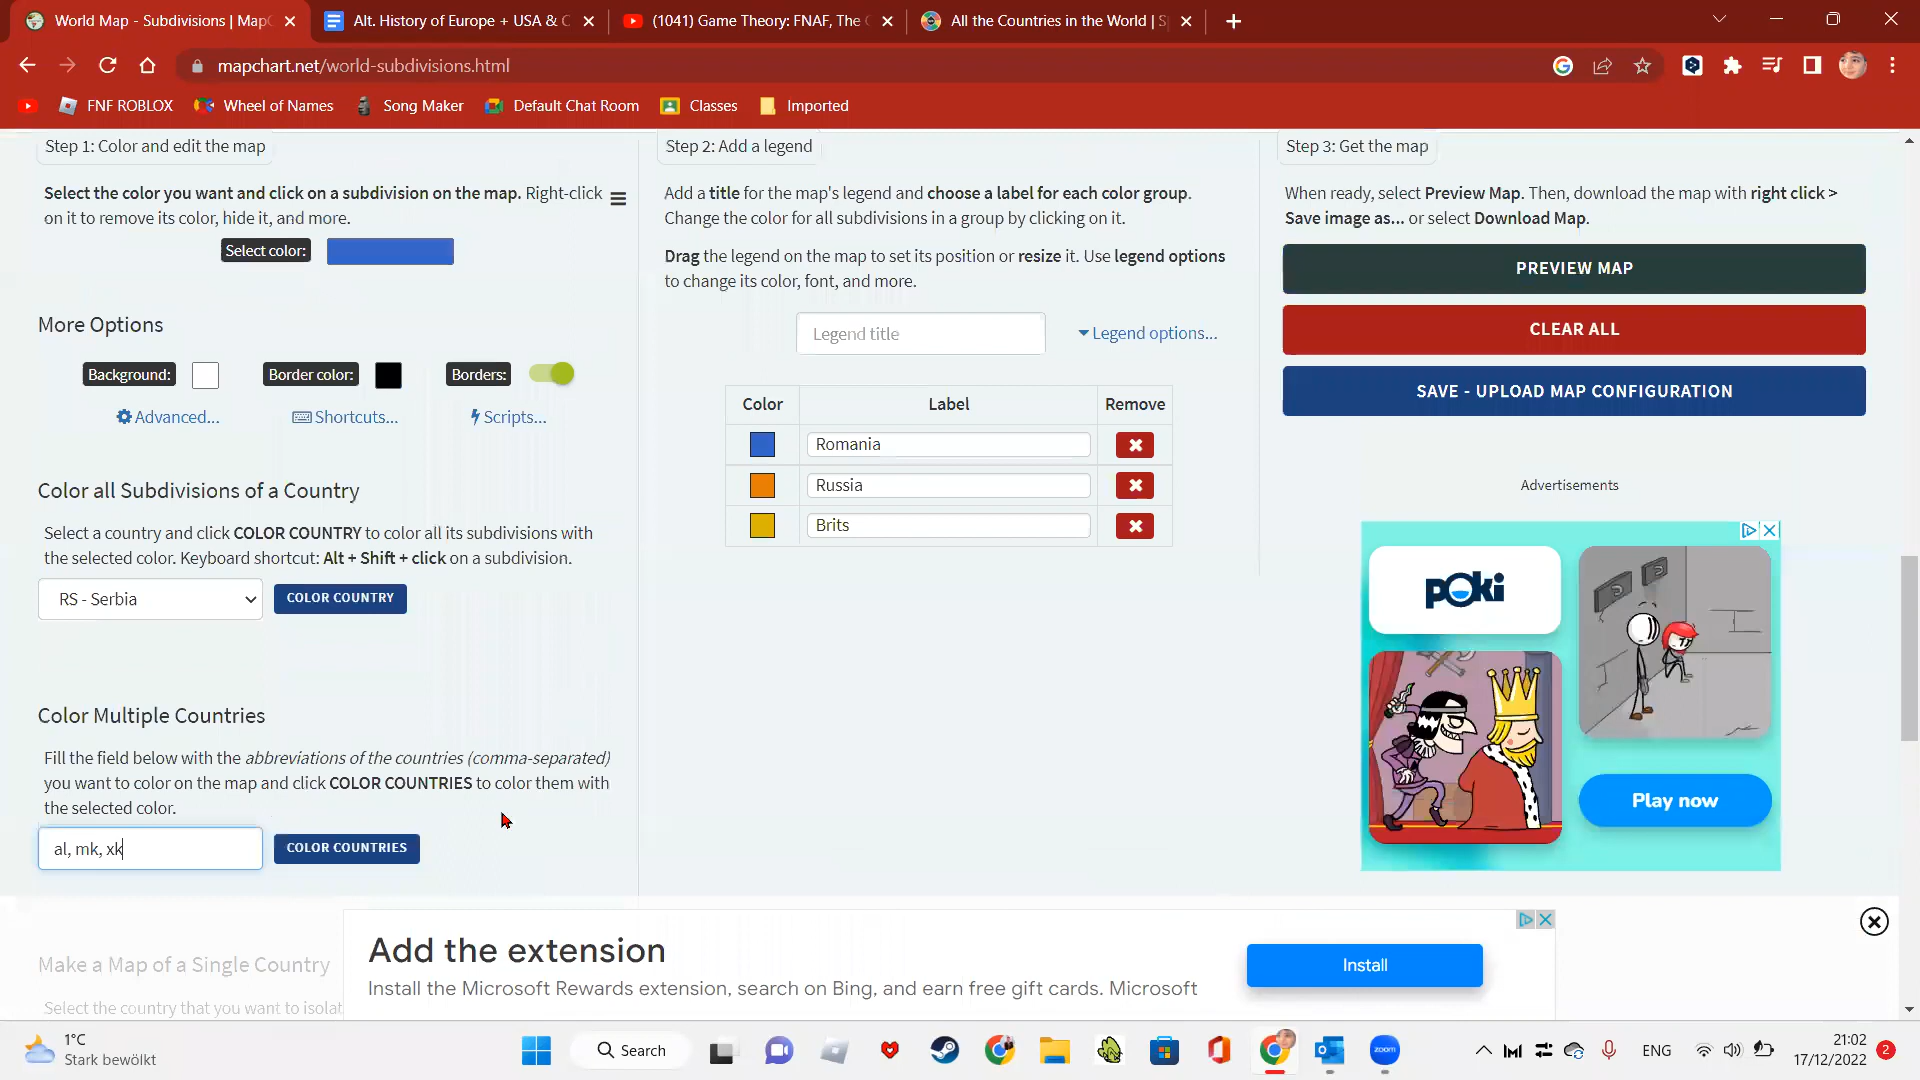 World Map - Subdivisions | MapC
Alt. History of Europe + USA & C
(1041) Game Theory: FNAF, The C
All the Countries in the World | S
mapchart.net/world-subdivisions.html
FNF ROBLOX
Wheel of Names
Song Maker
Default Chat Room
Classes
Imported
Step 1: Color and edit the map
Select the color you want and click on a subdivision on the map. Right-click
on it to remove its color, hide it, and more.
Select color:
More Options
Background:
Border color:
Borders:
Advanced...
Shortcuts...
Scripts...
Color all Subdivisions of a Country
Select a country and click COLOR COUNTRY to color all its subdivisions with
the selected color. Keyboard shortcut: Alt + Shift + click on a subdivision.
RS - Serbia
COLOR COUNTRY
Color Multiple Countries
Fill the field below with the abbreviations of the countries (comma-separated)
you want to color on the map and click COLOR COUNTRIES to color them with
the selected color.
al, mk, xk
COLOR COUNTRIES
Make a Map of a Single Country
Select the country that you want to isolat
Step 2: Add a legend
Add a title for the map's legend and choose a label for each color group.
Change the color for all subdivisions in a group by clicking on it.
Drag the legend on the map to set its position or resize it. Use legend options
to change its color, font, and more.
Legend title
Legend options...
Color
Label
Remove
Romania
Russia
Brits
Step 3: Get the map
When ready, select Preview Map. Then, download the map with right click >
Save image as... or select Download Map.
PREVIEW MAP
CLEAR ALL
SAVE - UPLOAD MAP CONFIGURATION
Advertisements
poki
Play now
Add the extension
Install the Microsoft Rewards extension, search on Bing, and earn free gift cards. Microsoft
Install
1°C
Stark bewölkt
Search
zoom
ENG
21:02
17/12/2022
2